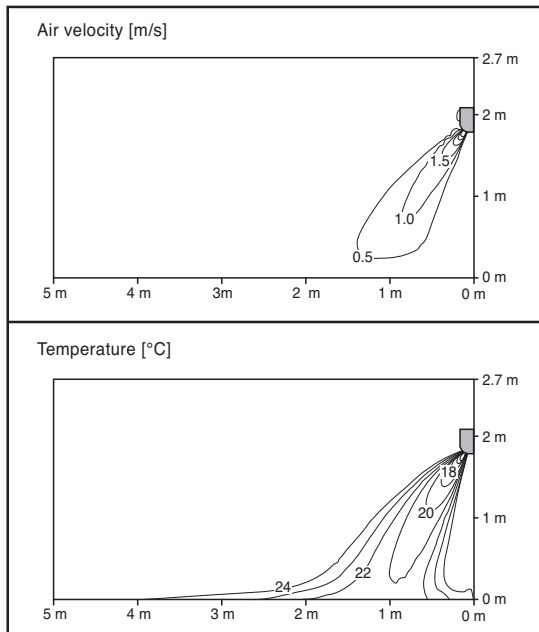 Air velocity [m/s]
2.7 m
2 m
1.5
1 m
1.0
0.5
0 m
5 m 4 m 3m 2 m 1 m 0 m
Temperature [°C]
2.7 m
2 m
18
20
1 m
22
24
0 m
5 m 4 m 3 m 2 m 1 m 0 m